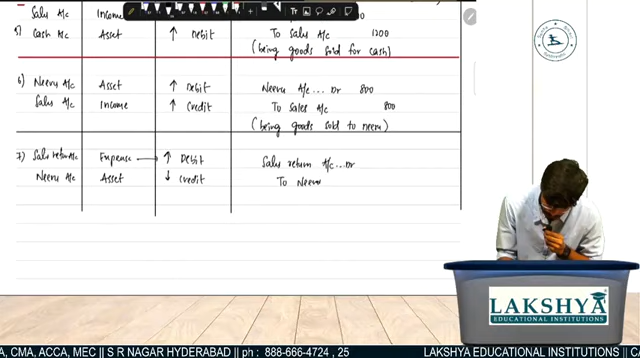 Sales A/c Income
5) Cash A/c Asset ↑ Debit To Sales A/c 1200
(being goods sold for cash)
6) Neeru A/c Asset ↑ Debit Neeru A/c... Dr 800
Sales A/c Income ↑ Credit To Sales A/c 800
(being goods sold to neeru)
7) Sales return A/c Expense ↑ Debit Sales return A/c...Dr
Neeru A/c Asset ↓ Credit To Neeru
LAKSHYA
EDUCATIONAL INSTITUTIONS
A, CMA, ACCA, MEC || S R NAGAR HYDERABAD || ph : 888-666-4724 , 25 LAKSHYA EDUCATIONAL INSTITUTIONS || C